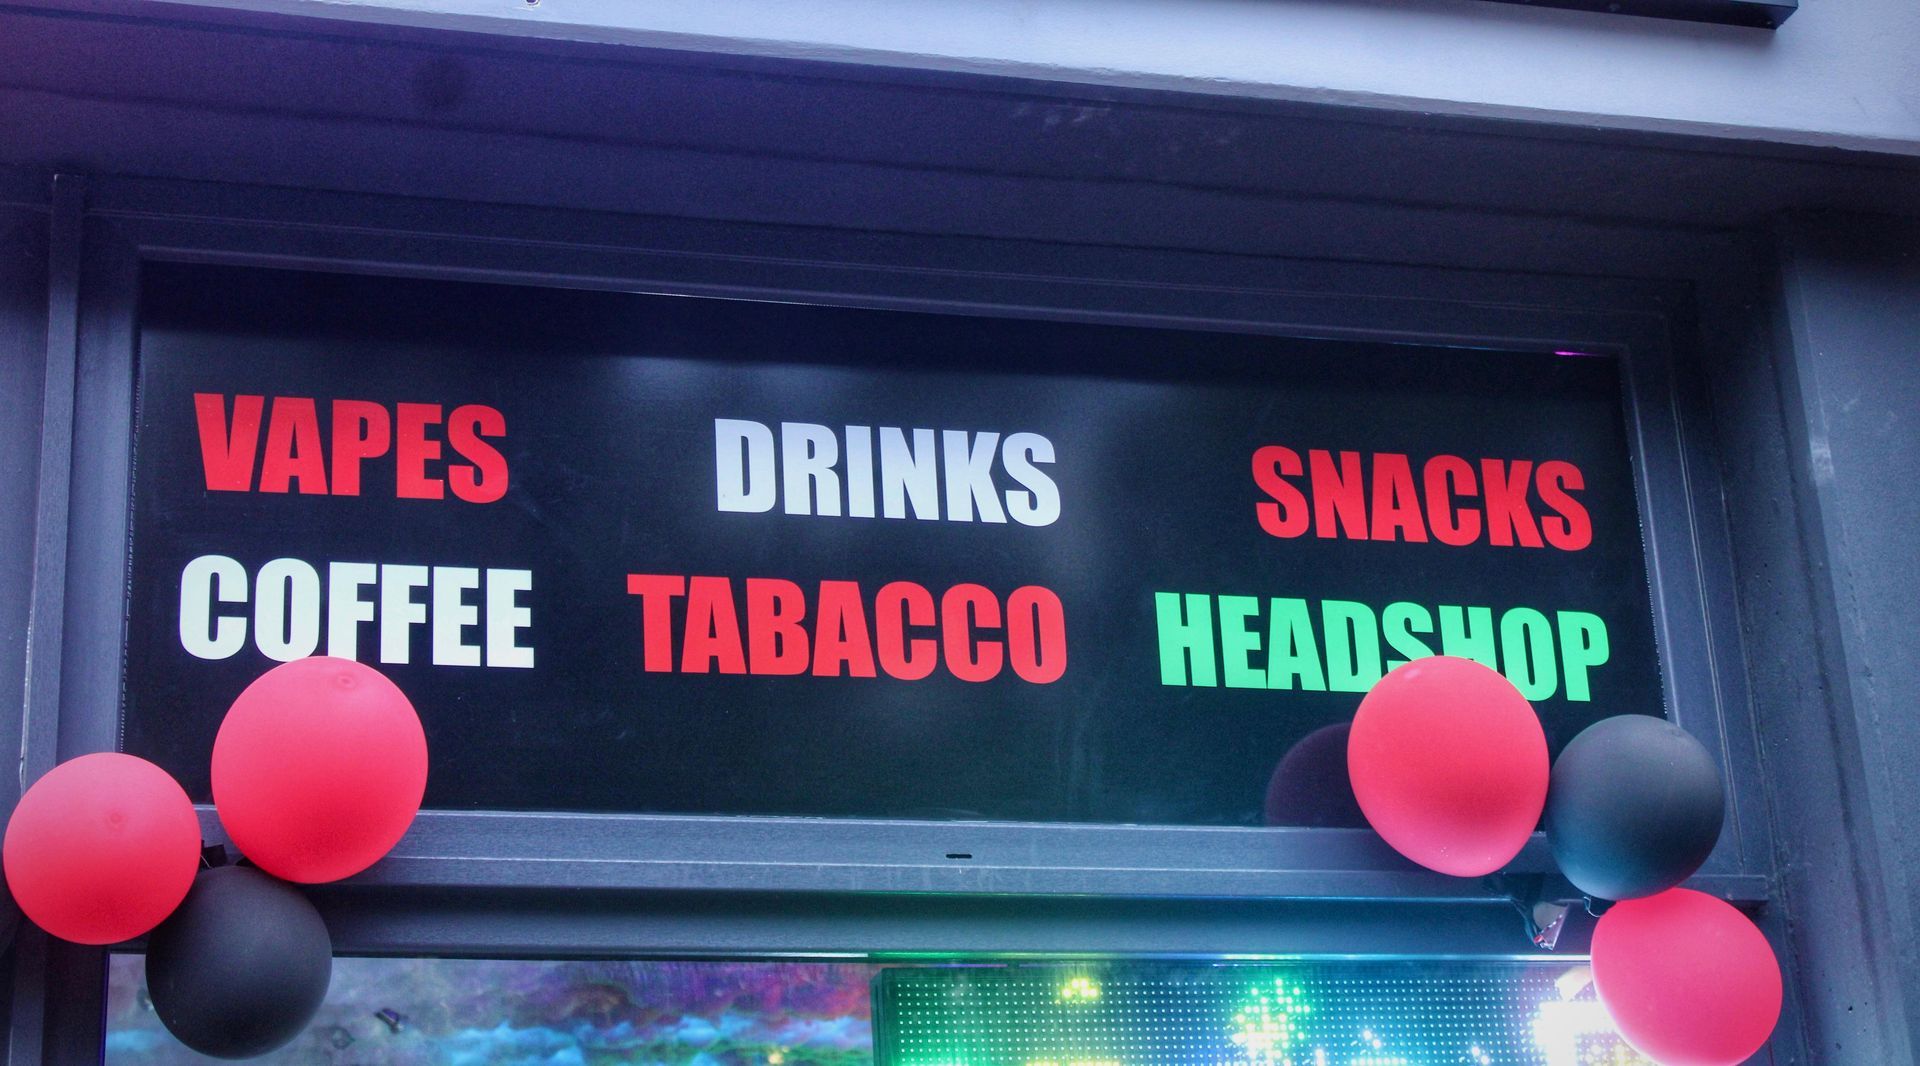 VAPES DRINKS SNACKS
COFFEE TABACCO HEADSHOP